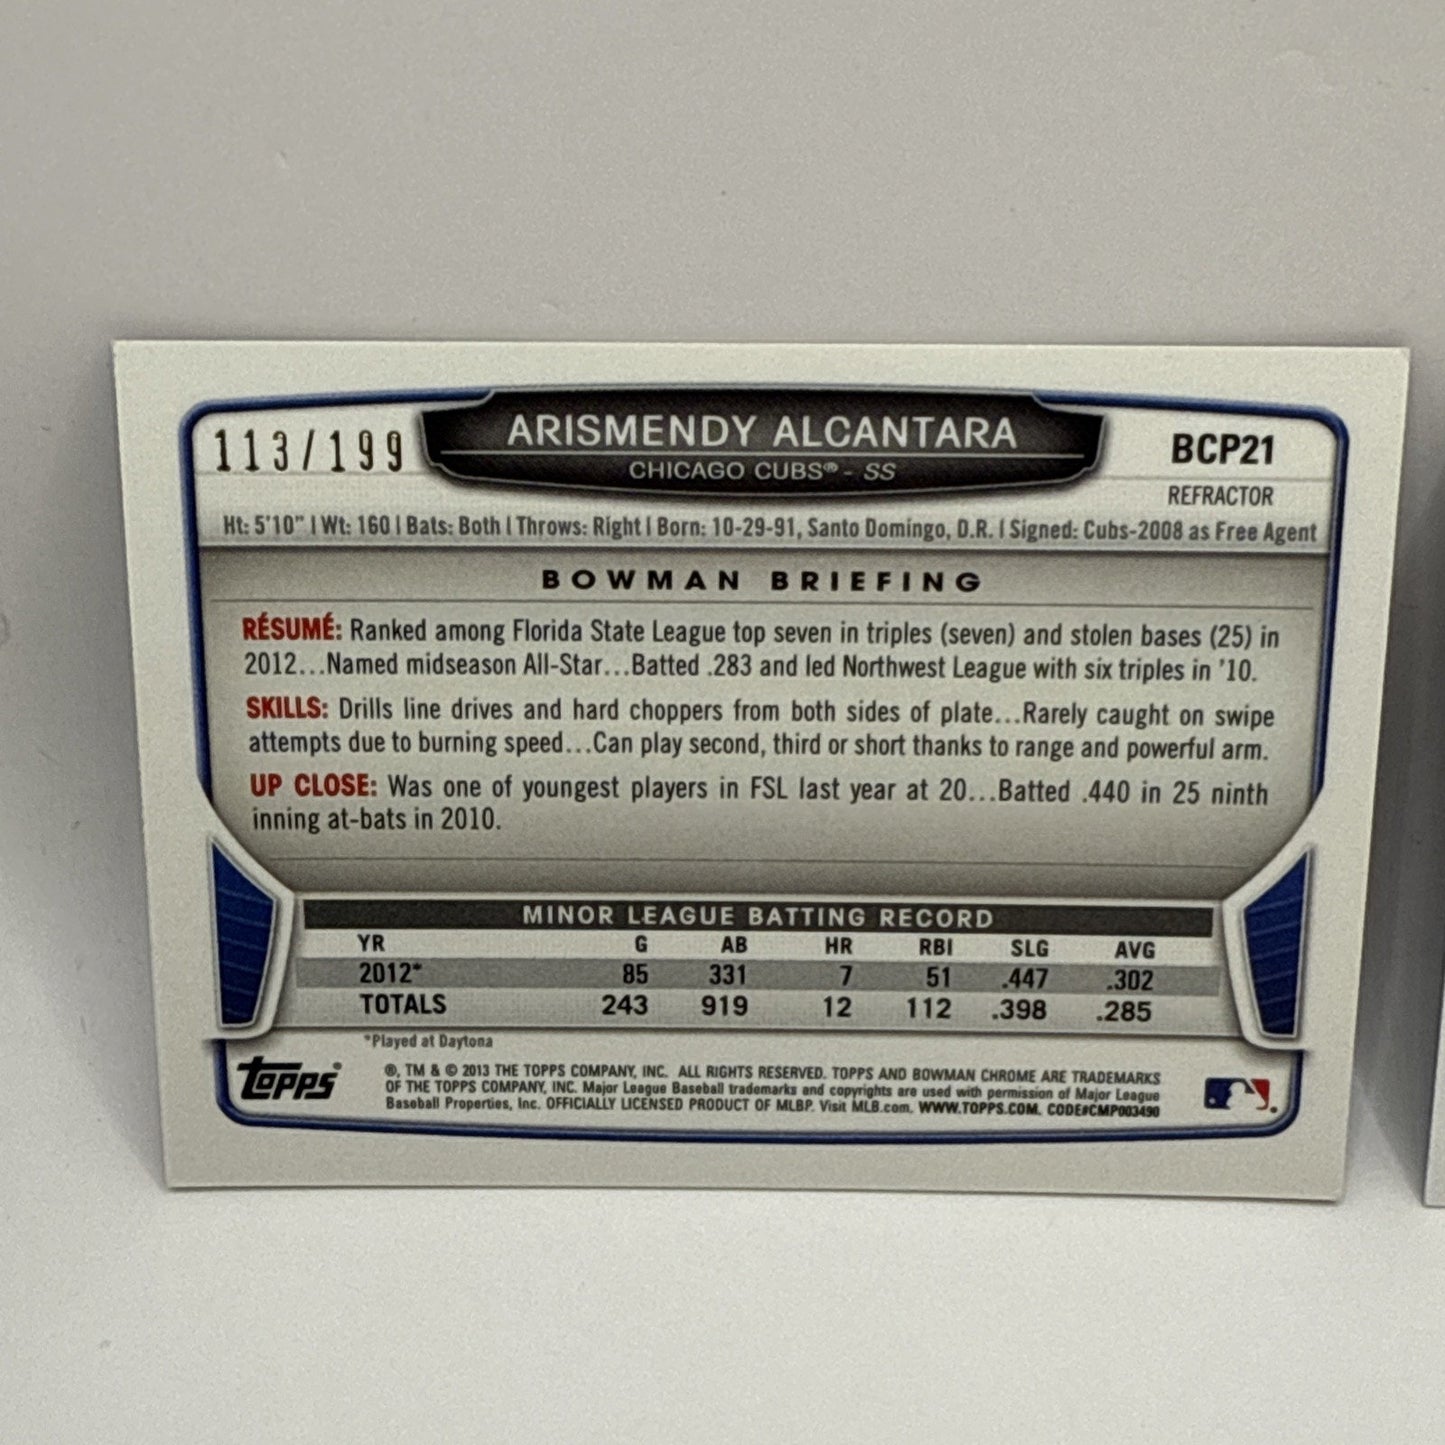 113/199
ARISMENDY ALCANTARA
CHICAGO CUBS® - SS
BCP21
REFRACTOR
Ht: 5'10" | Wt: 160 | Bats: Both | Throws: Right | Born: 10-29-91, Santo Domingo, D.R. | Signed: Cubs-2008 as Free Agent
BOWMAN BRIEFING
RÉSUMÉ: Ranked among Florida State League top seven in triples (seven) and stolen bases (25) in
2012...Named midseason All-Star...Batted .283 and led Northwest League with six triples in '10.
SKILLS: Drills line drives and hard choppers from both sides of plate...Rarely caught on swipe
attempts due to burning speed...Can play second, third or short thanks to range and powerful arm.
UP CLOSE: Was one of youngest players in FSL last year at 20...Batted .440 in 25 ninth
inning at-bats in 2010.
MINOR LEAGUE BATTING RECORD
YR G AB HR RBI SLG AVG
2012* 85 331 7 51 .447 .302
TOTALS 243 919 12 112 .398 .285
*Played at Daytona
Topps®
®, TM & © 2013 THE TOPPS COMPANY, INC. ALL RIGHTS RESERVED. TOPPS AND BOWMAN CHROME ARE TRADEMARKS
OF THE TOPPS COMPANY, INC. Major League Baseball trademarks and copyrights are used with permission of Major League
Baseball Properties, Inc. OFFICIALLY LICENSED PRODUCT OF MLBP. Visit MLB.com. WWW.TOPPS.COM. CODE#CMP003490